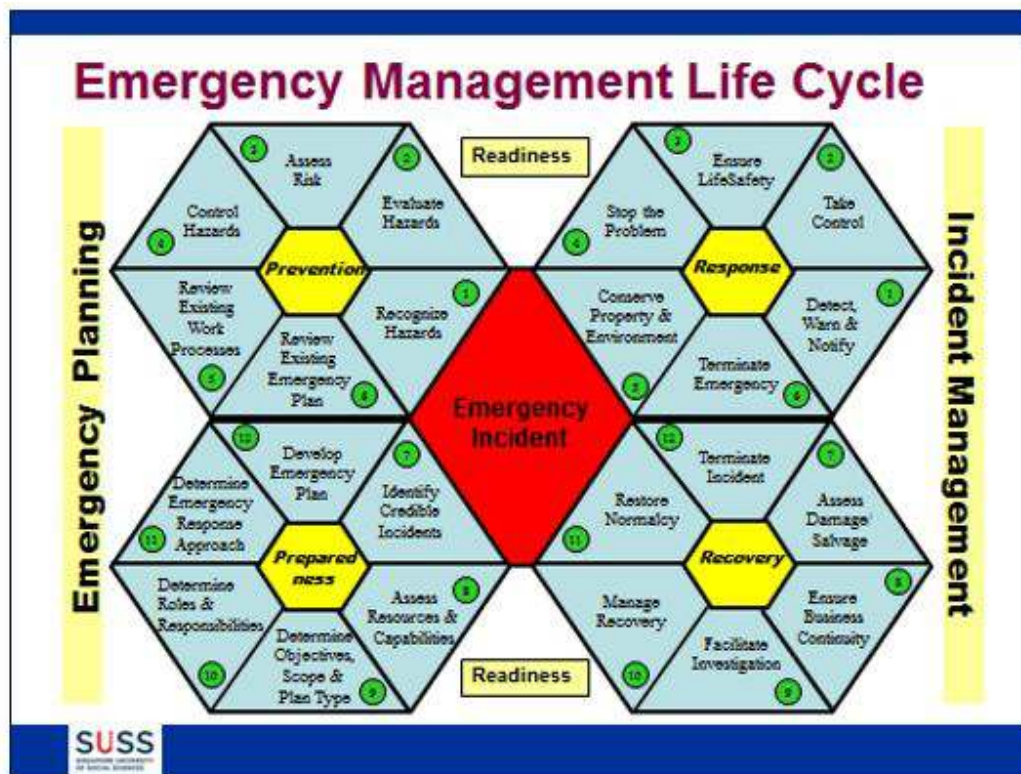 Emergency Management Life Cycle
Emergency Planning
Readiness
Incident Management
Prevention
1
Recognize
Hazards
2
Evaluate
Hazards
3
Assess
Risk
4
Control
Hazards
5
Review
Existing
Work
Processes
6
Review
Existing
Emergency
Plan
Prepared
ness
7
Identify
Credible
Incidents
8
Assess
Resources &
Capabilities
9
Determine
Objectives,
Scope &
Plan Type
10
Determine
Roles &
Responsibilities
11
Determine
Emergency
Response
Approach
12
Develop
Emergency
Plan
Emergency
Incident
Response
1
Detect,
Warn &
Notify
2
Take
Control
3
Ensure
LifeSafety
4
Stop the
Problem
5
Conserve
Property &
Environment
6
Terminate
Emergency
Recovery
7
Assess
Damage/
Salvage
8
Ensure
Business
Continuity
9
Facilitate
Investigation
10
Manage
Recovery
11
Restore
Normalcy
12
Terminate
Incident
Readiness
SUSS
SINGAPORE UNIVERSITY
OF SOCIAL SCIENCES